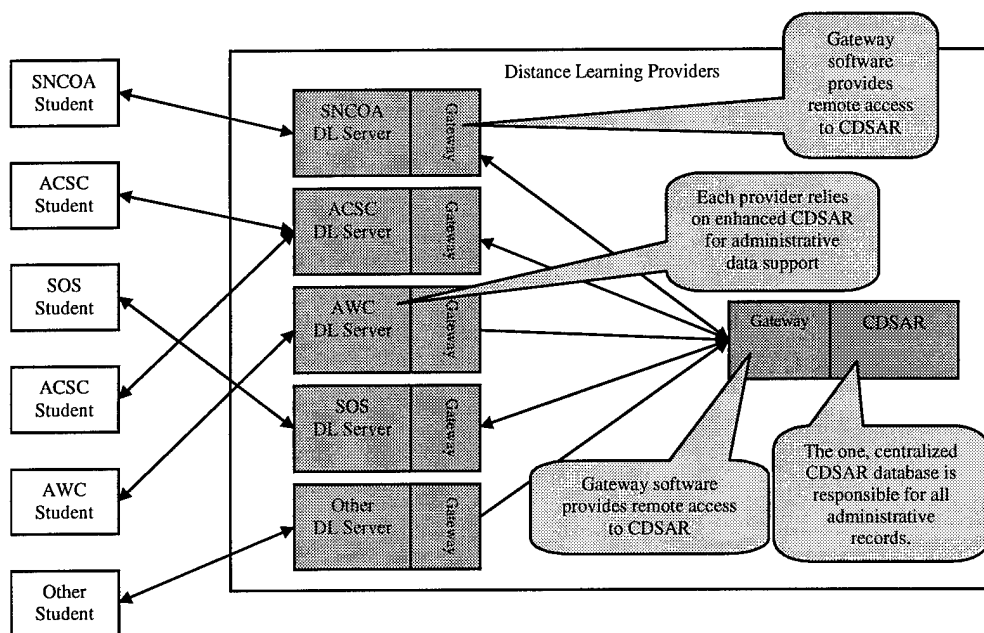 SNCOA
Student
ACSC
Student
SOS
Student
ACSC
Student
AWC
Student
Other
Student
Distance Learning Providers
SNCOA
DL Server
Gateway
ACSC
DL Server
Gateway
AWC
DL Server
Gateway
SOS
DL Server
Gateway
Other
DL Server
Gateway
Gateway
software
provides
remote access
to CDSAR
Each provider relies
on enhanced CDSAR
for administrative
data support
Gateway
CDSAR
Gateway software
provides remote access
to CDSAR
The one, centralized
CDSAR database is
responsible for all
administrative
records.